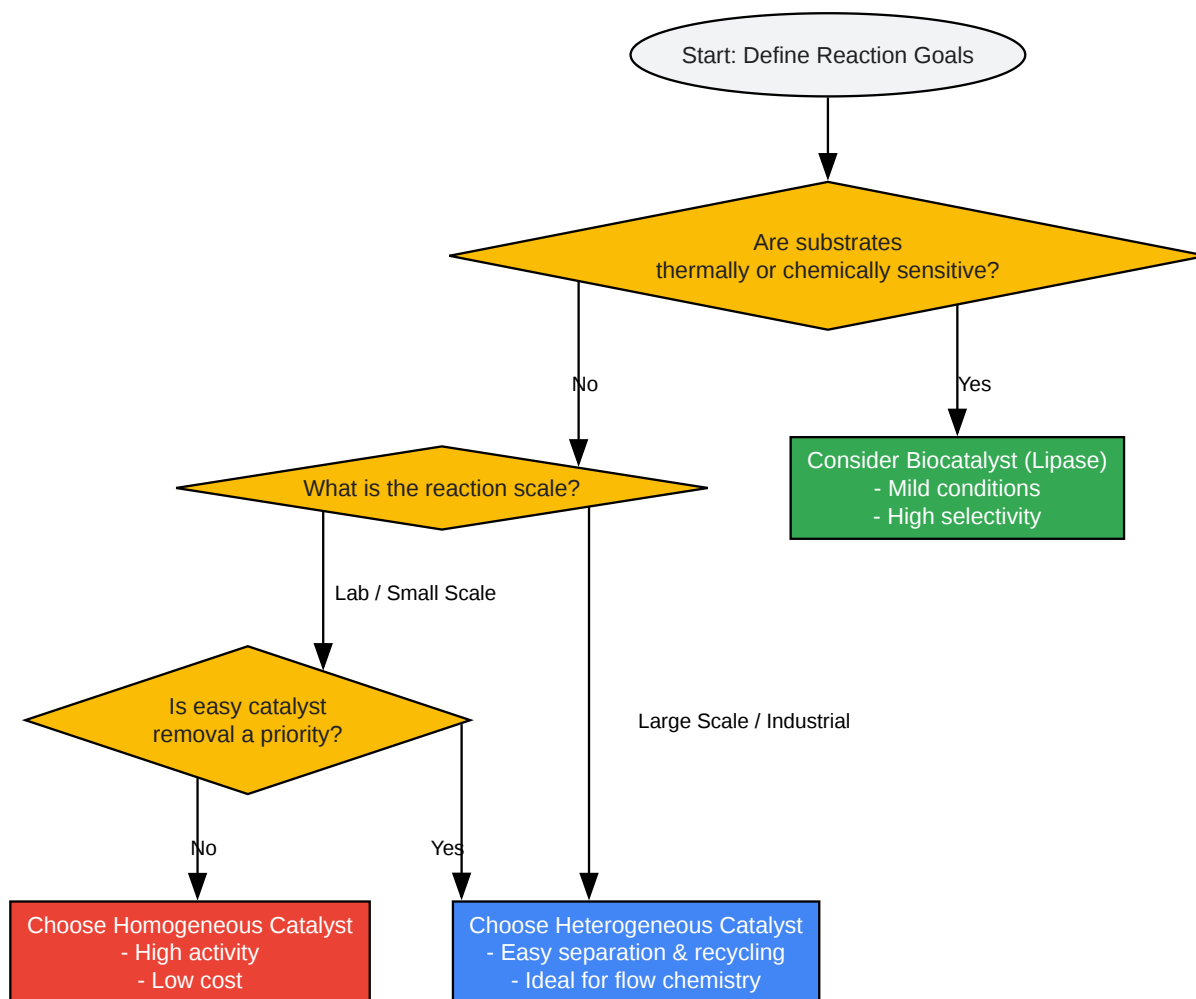 Start: Define Reaction Goals
Are substrates
thermally or chemically sensitive?
No
Yes
Consider Biocatalyst (Lipase)
- Mild conditions
- High selectivity
What is the reaction scale?
Lab / Small Scale
Large Scale / Industrial
Is easy catalyst
removal a priority?
No
Yes
Choose Homogeneous Catalyst
- High activity
- Low cost
Choose Heterogeneous Catalyst
- Easy separation & recycling
- Ideal for flow chemistry